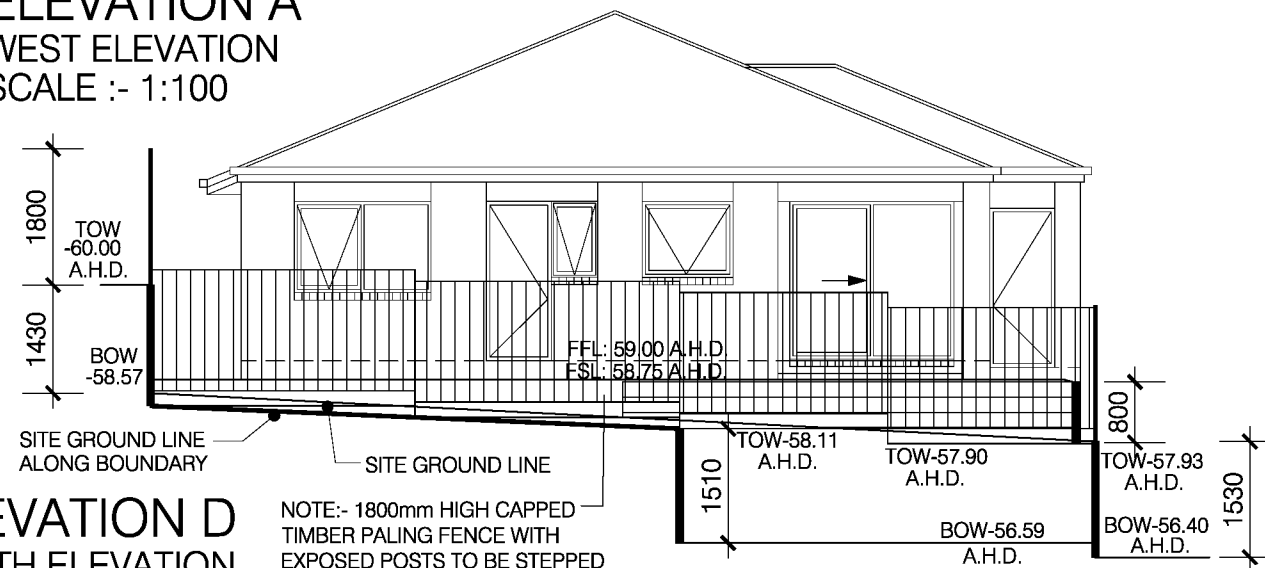 ELEVATION A
WEST ELEVATION
SCALE :- 1:100
1800
TOW
-60.00
A.H.D.
1430
BOW
-58.57
FFL: 59.00 A.H.D.
FSL: 58.75 A.H.D.
SITE GROUND LINE
ALONG BOUNDARY
SITE GROUND LINE
1510
TOW-58.11
A.H.D.
TOW-57.90
A.H.D.
800
TOW-57.93
A.H.D.
1530
BOW-56.59
A.H.D.
BOW-56.40
A.H.D.
NOTE:- 1800mm HIGH CAPPED
TIMBER PALING FENCE WITH
EXPOSED POSTS TO BE STEPPED
EVATION D
TH ELEVATION